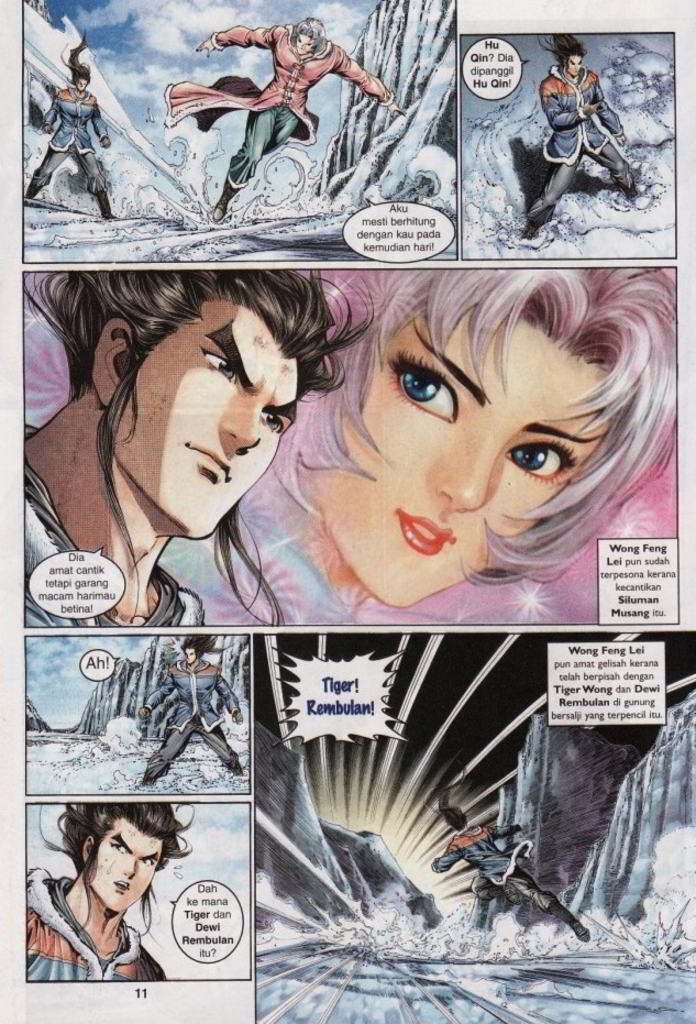 Aku
mesti berhitung
dengan kau pada
kemudian hari!
Hu
Qin? Dia
dipanggil
Hu Qin!
Dia
amat cantik
tetapi garang
macam harimau
betina!
Wong Feng
Lei pun sudah
terpesona kerana
kecantikan
Siluman
Musang itu.
Ah!
Dah
ke mana
Tiger dan
Dewi
Rembulan
itu?
Tiger!
Rembulan!
Wong Feng Lei
pun amat gelisah kerana
telah berpisah dengan
Tiger Wong dan Dewi
Rembulan di gunung
bersalji yang terpencil itu.
11